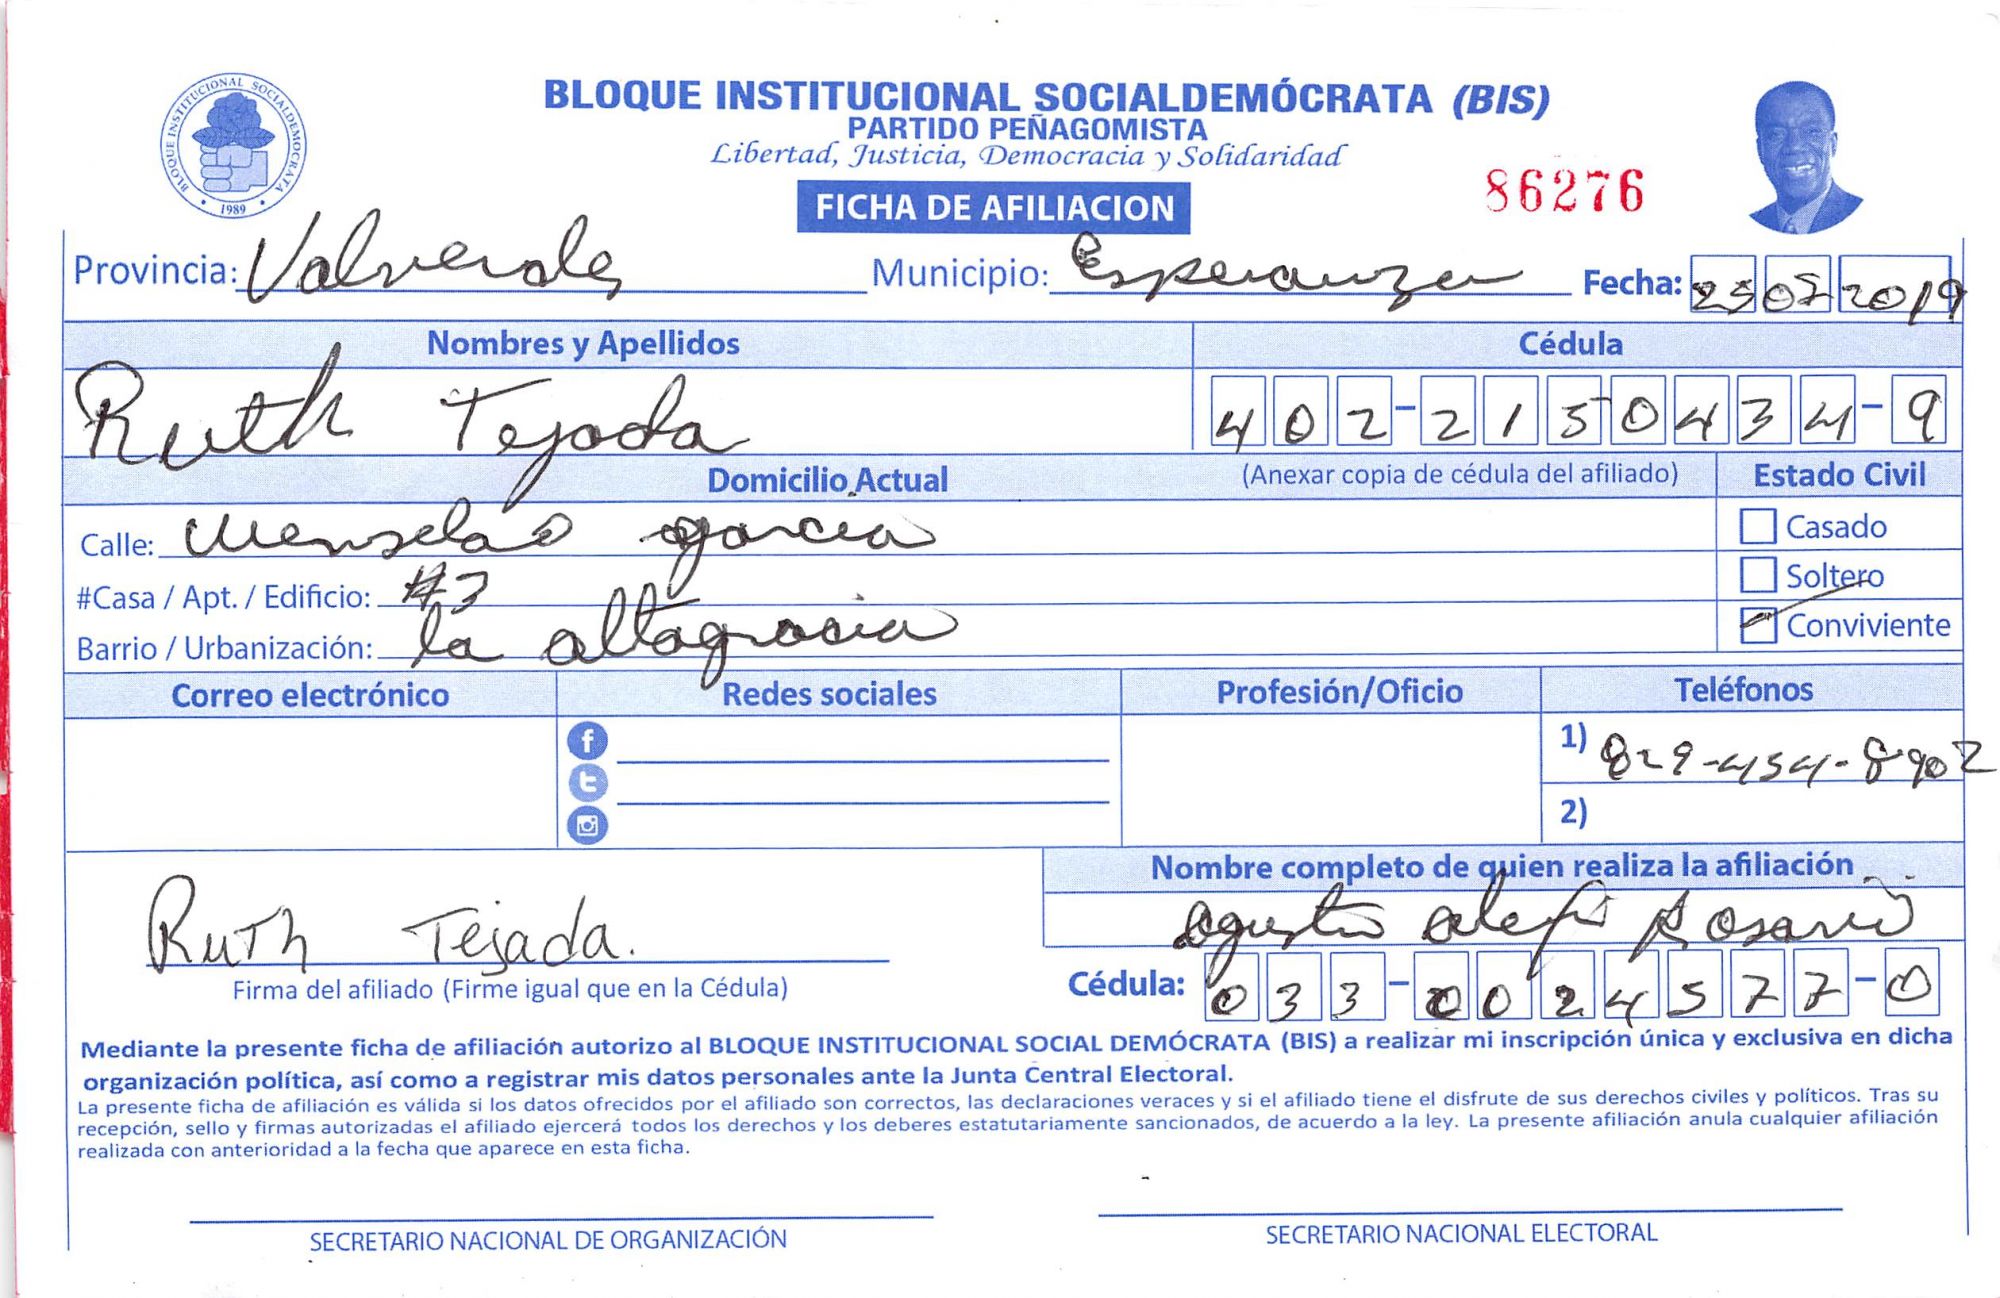 BLOQUE INSTITUCIONAL SOCIALDEMÓCRATA (BIS)
PARTIDO PEÑAGOMISTA
Libertad, Justicia, Democracia y Solidaridad
BLOQUE INSTITUCIONAL SOCIALDEMOCRATA
• 1989 •
86276
FICHA DE AFILIACION
Provincia: Valverde Municipio: Esperanza Fecha: 25 07 2019
Nombres y Apellidos Cédula
Ruth Tejada 402-2150434-9
Domicilio Actual (Anexar copia de cédula del afiliado) Estado Civil
Calle: garcia Casado
#Casa / Apt. / Edificio: #3 Soltero
Barrio / Urbanización: la altagracia Conviviente
Correo electrónico Redes sociales Profesión/Oficio Teléfonos
1) 829-454-8902
2)
Nombre completo de quien realiza la afiliación
Rosario
Ruth Tejada.
Firma del afiliado (Firme igual que en la Cédula)
Cédula: 033-0024577-0
Mediante la presente ficha de afiliación autorizo al BLOQUE INSTITUCIONAL SOCIAL DEMÓCRATA (BIS) a realizar mi inscripción única y exclusiva en dicha
organización política, así como a registrar mis datos personales ante la Junta Central Electoral.
La presente ficha de afiliación es válida si los datos ofrecidos por el afiliado son correctos, las declaraciones veraces y si el afiliado tiene el disfrute de sus derechos civiles y políticos. Tras su
recepción, sello y firmas autorizadas el afiliado ejercerá todos los derechos y los deberes estatutariamente sancionados, de acuerdo a la ley. La presente afiliación anula cualquier afiliación
realizada con anterioridad a la fecha que aparece en esta ficha.
SECRETARIO NACIONAL DE ORGANIZACIÓN SECRETARIO NACIONAL ELECTORAL